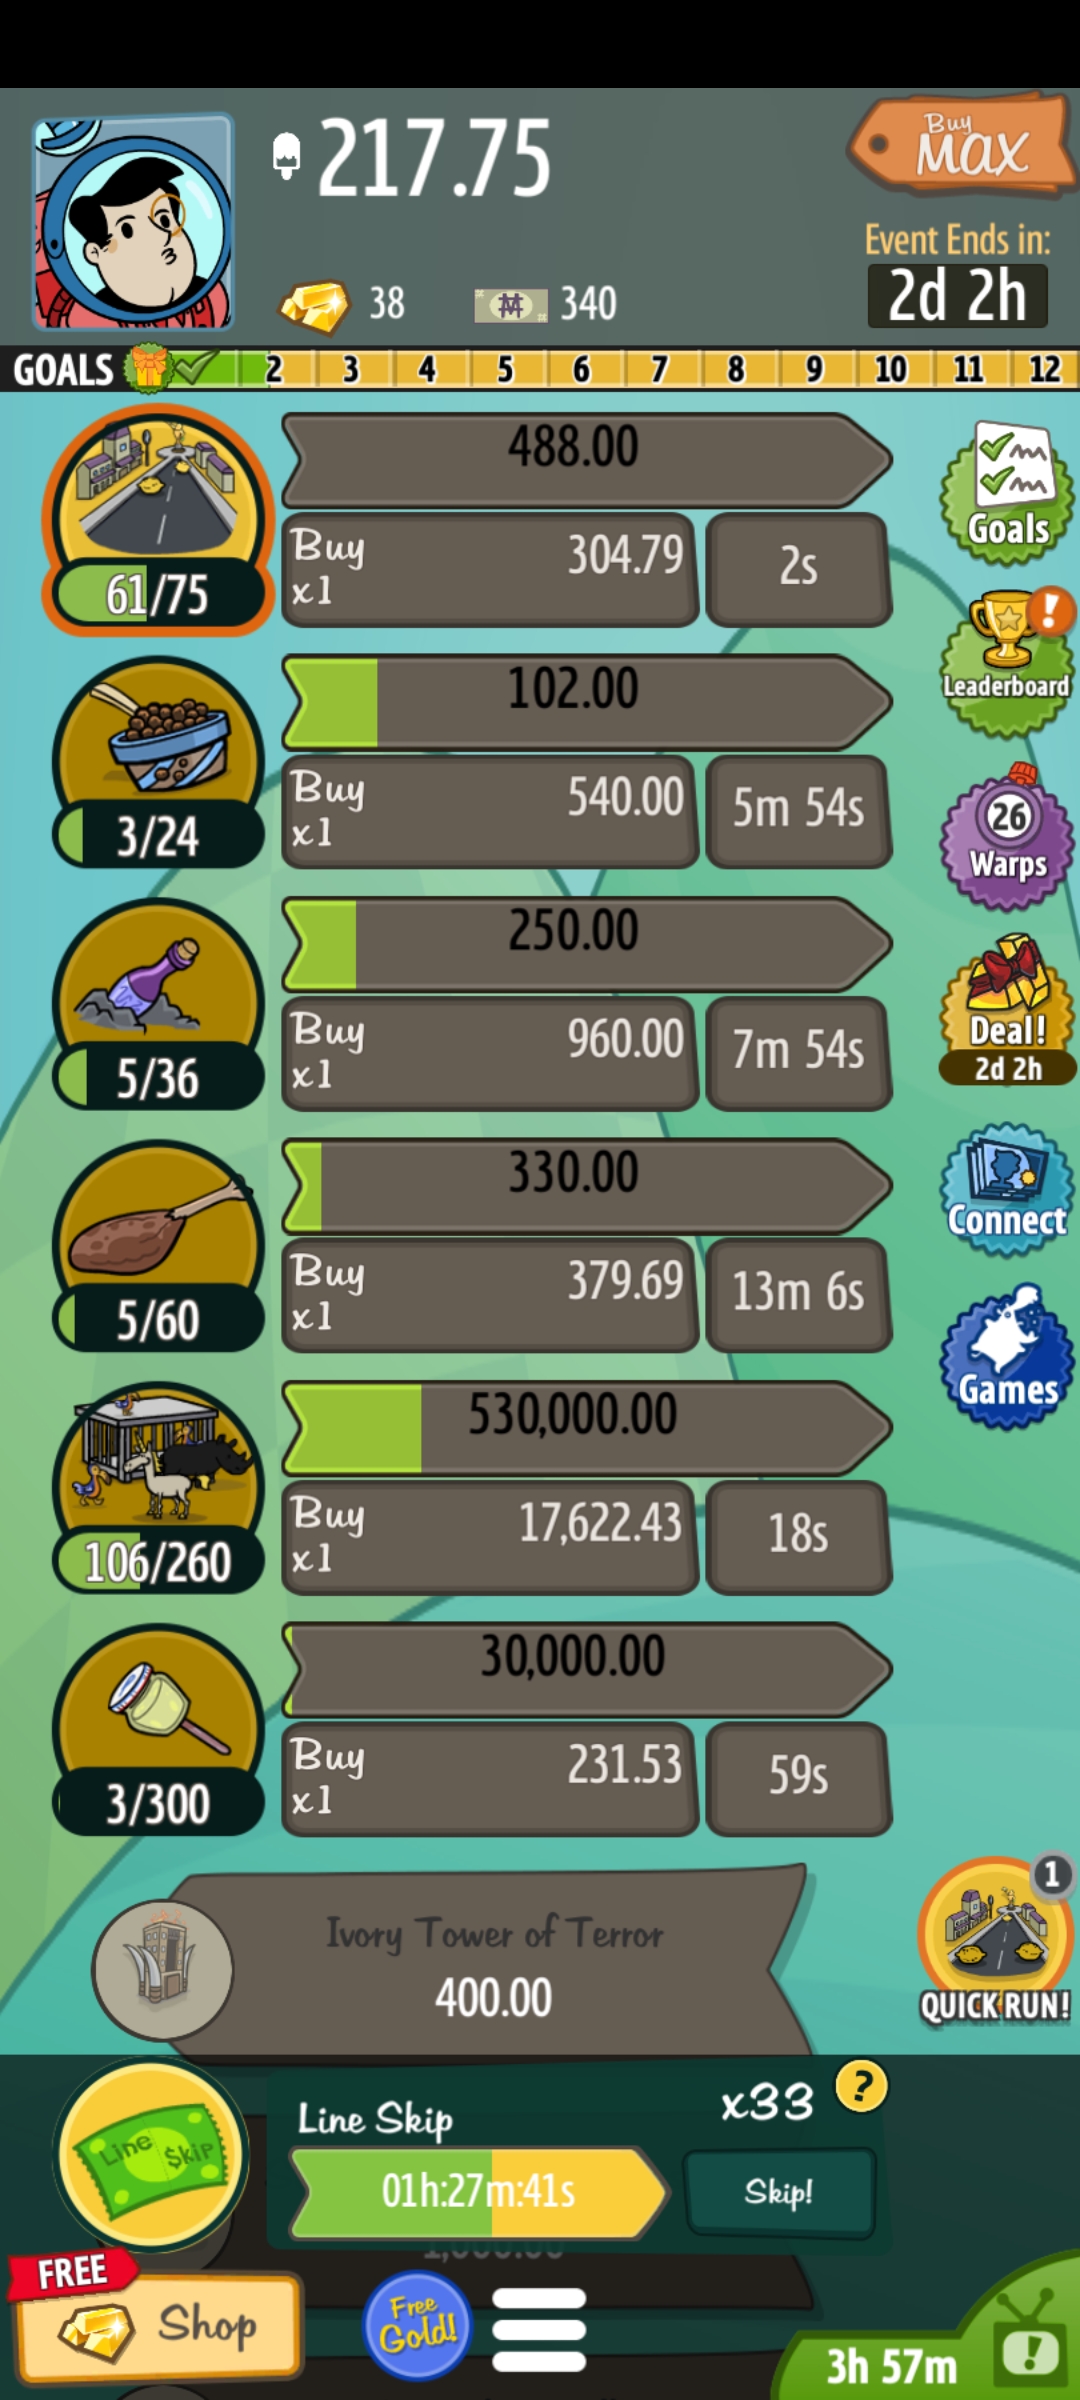 217.75
Buy
MAX
38
340
Event Ends in:
2d 2h
GOALS 2 3 4 5 6 7 8 9 10 11 12
488.00
61/75
Buy
x1
304.79
2s
Goals
102.00
3/24
Buy
x1
540.00
5m 54s
Leaderboard
250.00
5/36
Buy
x1
960.00
7m 54s
26
Warps
330.00
5/60
Buy
x1
379.69
13m 6s
Deal!
2d 2h
530,000.00
106/260
Buy
x1
17,622.43
18s
Connect
30,000.00
3/300
Buy
x1
231.53
59s
Games
Ivory Tower of Terror
400.00
1
QUICK RUN!
Line $kip
Line Skip
x33
?
01h:27m:41s
Skip!
1,000.00
FREE
Shop
Free
Gold!
3h 57m
!